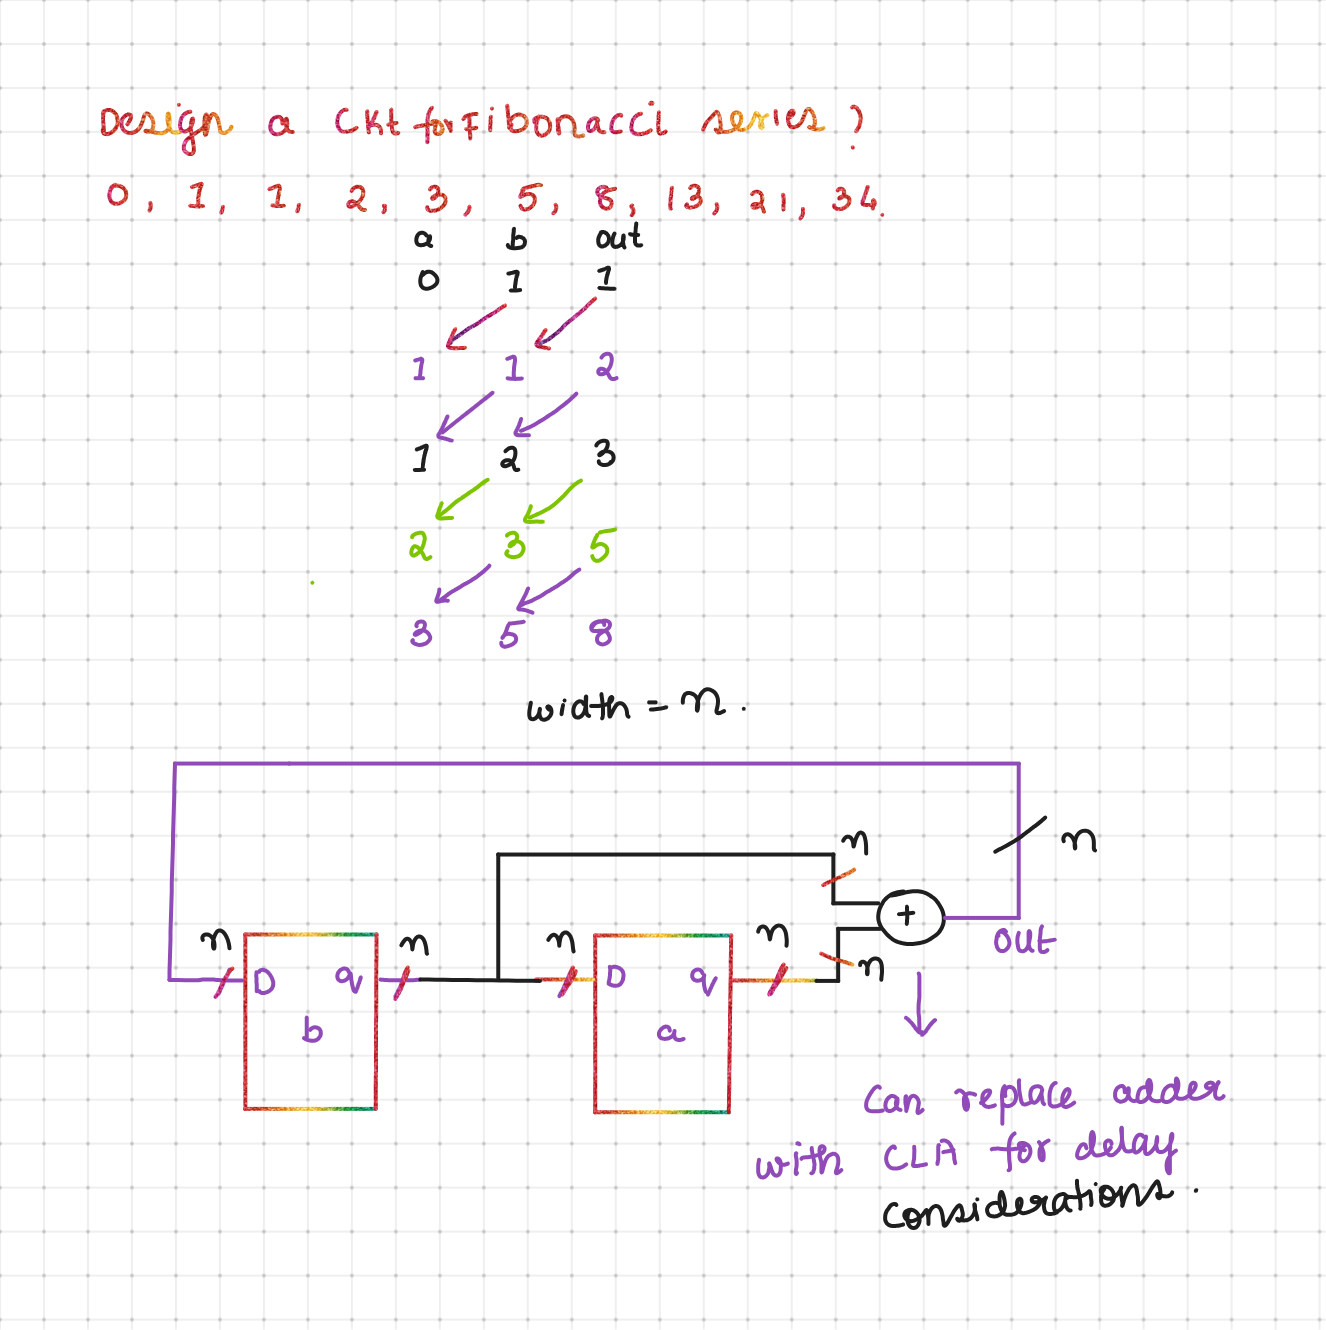 Design a CKt for Fibonacci series ?
0, 1, 1, 2, 3, 5, 8, 13, 21, 34.
a b out
0 1 1
1 1 2
1 2 3
2 3 5
3 5 8
width = n.
n
n
n n n n
D q D q + out
n
b a
Can replace adder
with CLA for delay
considerations.